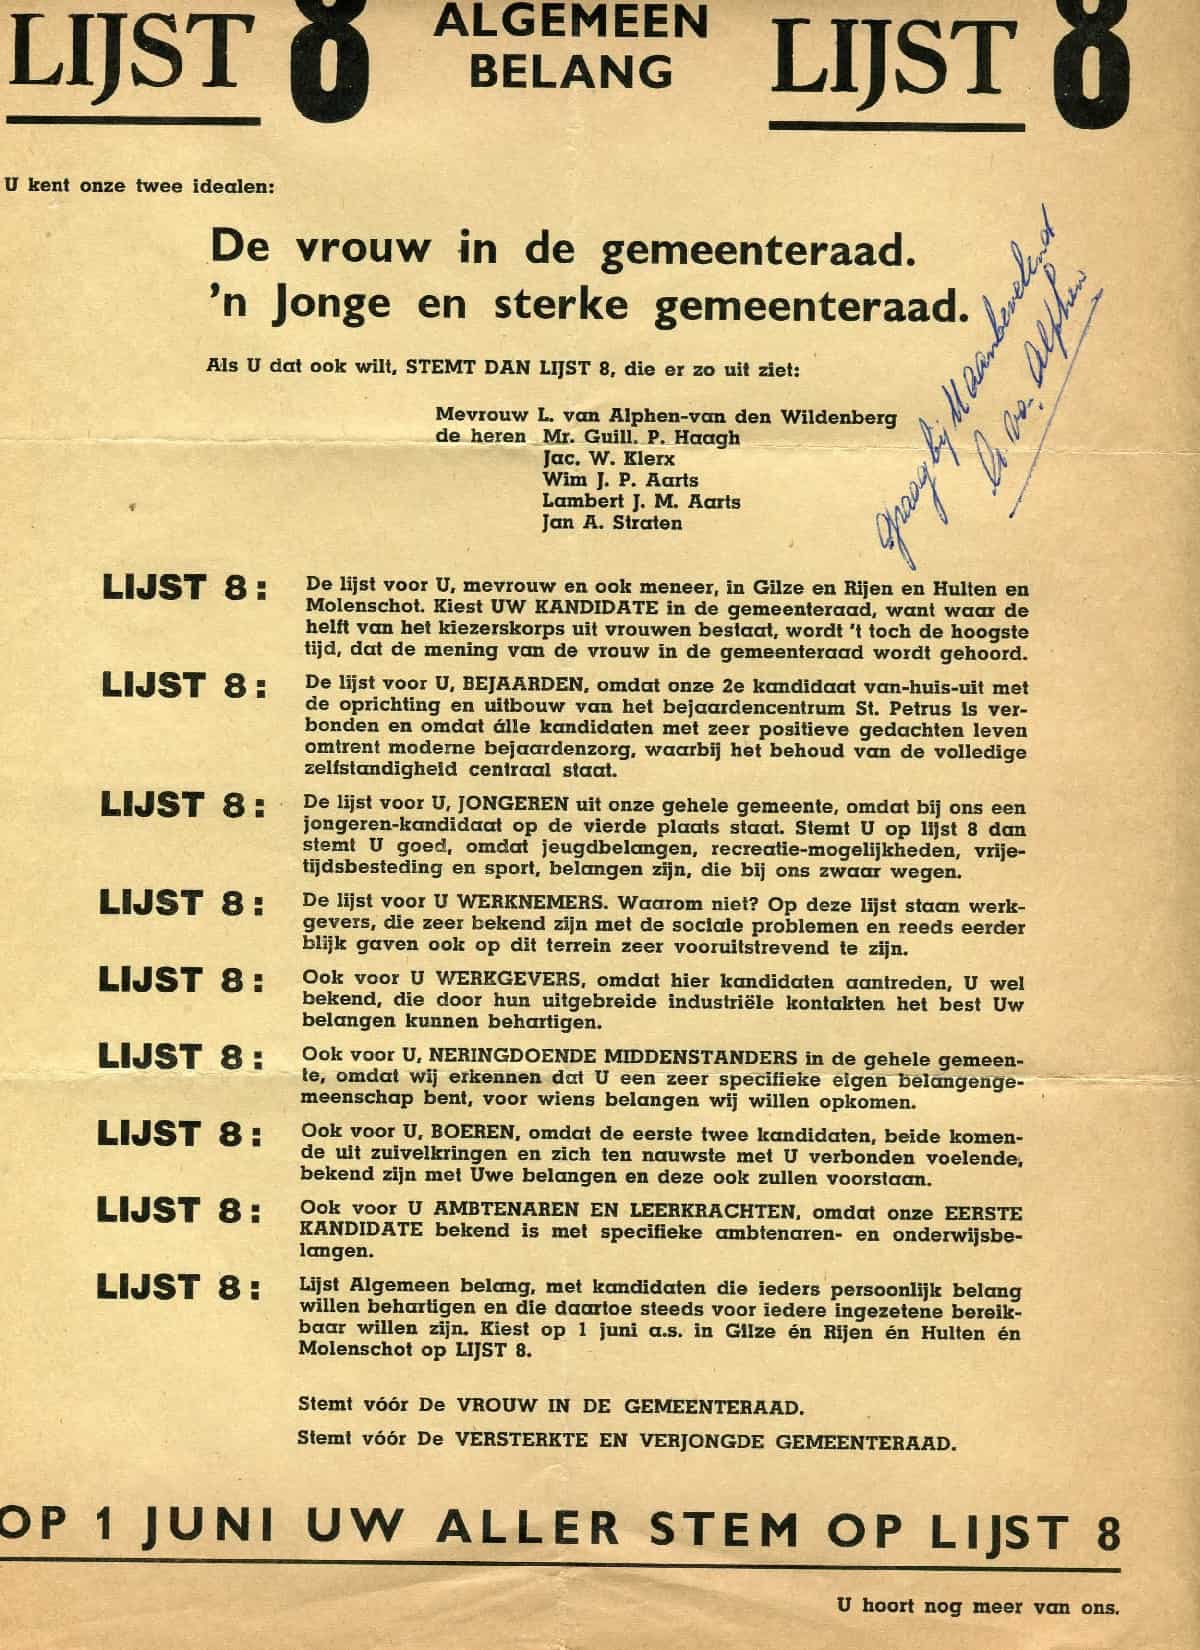 LIJST 8 ALGEMEEN BELANG LIJST 8
U kent onze twee idealen:
De vrouw in de gemeenteraad.
'n Jonge en sterke gemeenteraad.
Als U dat ook wilt, STEMT DAN LIJST 8, die er zo uit ziet:
Mevrouw L. van Alphen-van den Wildenberg
de heren Mr. Guill. P. Haagh
Jac. W. Klerx
Wim J. P. Aarts
Lambert J. M. Aarts
Jan A. Straten
Graag bij U aanbevelend
v. Alphen
LIJST 8: De lijst voor U, mevrouw en ook meneer, in Gilze en Rijen en Hulten en
Molenschot. Kiest UW KANDIDATE in de gemeenteraad, want waar de
helft van het kiezerskorps uit vrouwen bestaat, wordt 't toch de hoogste
tijd, dat de mening van de vrouw in de gemeenteraad wordt gehoord.
LIJST 8: De lijst voor U, BEJAARDEN, omdat onze 2e kandidaat van-huis-uit met
de oprichting en uitbouw van het bejaardencentrum St. Petrus is ver-
bonden en omdat álle kandidaten met zeer positieve gedachten leven
omtrent moderne bejaardenzorg, waarbij het behoud van de volledige
zelfstandigheid centraal staat.
LIJST 8: De lijst voor U, JONGEREN uit onze gehele gemeente, omdat bij ons een
jongeren-kandidaat op de vierde plaats staat. Stemt U op lijst 8 dan
stemt U goed, omdat jeugdbelangen, recreatie-mogelijkheden, vrije-
tijdsbesteding en sport, belangen zijn, die bij ons zwaar wegen.
LIJST 8: De lijst voor U WERKNEMERS. Waarom niet? Op deze lijst staan werk-
gevers, die zeer bekend zijn met de sociale problemen en reeds eerder
blijk gaven ook op dit terrein zeer vooruitstrevend te zijn.
LIJST 8: Ook voor U WERKGEVERS, omdat hier kandidaten aantreden, U wel
bekend, die door hun uitgebreide industriële kontakten het best Uw
belangen kunnen behartigen.
LIJST 8: Ook voor U, NERINGDOENDE MIDDENSTANDERS in de gehele gemeen-
te, omdat wij erkennen dat U een zeer specifieke eigen belangenge-
meenschap bent, voor wiens belangen wij willen opkomen.
LIJST 8: Ook voor U, BOEREN, omdat de eerste twee kandidaten, beide komen-
de uit zuivelkringen en zich ten nauwste met U verbonden voelende,
bekend zijn met Uwe belangen en deze ook zullen voorstaan.
LIJST 8: Ook voor U AMBTENAREN EN LEERKRACHTEN, omdat onze EERSTE
KANDIDATE bekend is met specifieke ambtenaren- en onderwijsbe-
langen.
LIJST 8: Lijst Algemeen belang, met kandidaten die ieders persoonlijk belang
willen behartigen en die daartoe steeds voor iedere ingezetene bereik-
baar willen zijn. Kiest op 1 juni a.s. in Gilze én Rijen én Hulten én
Molenschot op LIJST 8.
Stemt vóór De VROUW IN DE GEMEENTERAAD.
Stemt vóór De VERSTERKTE EN VERJONGDE GEMEENTERAAD.
OP 1 JUNI UW ALLER STEM OP LIJST 8
U hoort nog meer van ons.